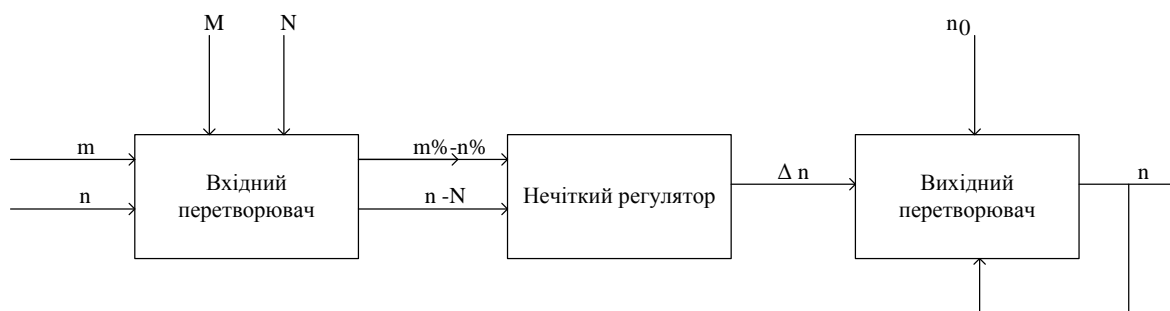 M
N
n0
m
n
Вхідний
перетворювач
m%-n%
n -N
Нечіткий регулятор
Δ n
Вихідний
перетворювач
n